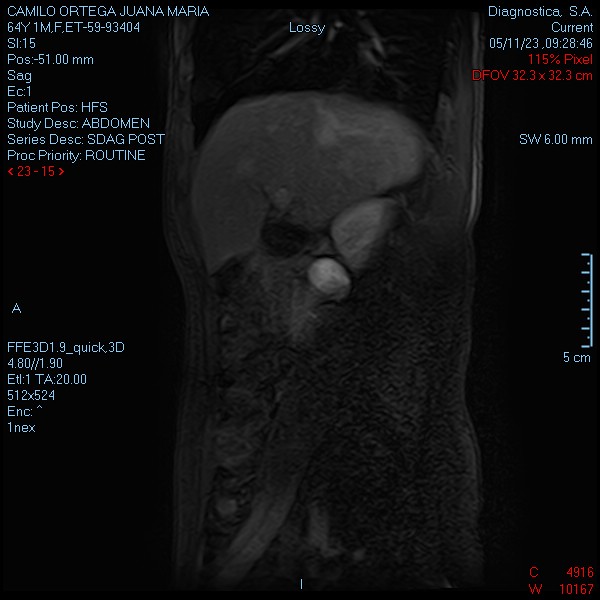 CAMILO ORTEGA JUANA MARIA
64Y 1M,F,ET-59-93404
Sl:15
Pos:-51.00 mm
Sag
Ec:1
Patient Pos: HFS
Study Desc: ABDOMEN
Series Desc: SDAG POST
Proc Priority: ROUTINE
< 23 - 15 >
Lossy
Diagnostica, S.A.
Current
05/11/23 ,09:28:46
115% Pixel
DFOV 32.3 x 32.3 cm
SW 6.00 mm
A
5 cm
FFE3D1.9_quick,3D
4.80//1.90
Etl:1 TA:20.00
512x524
Enc: ^
1nex
I
C 4916
W 10167